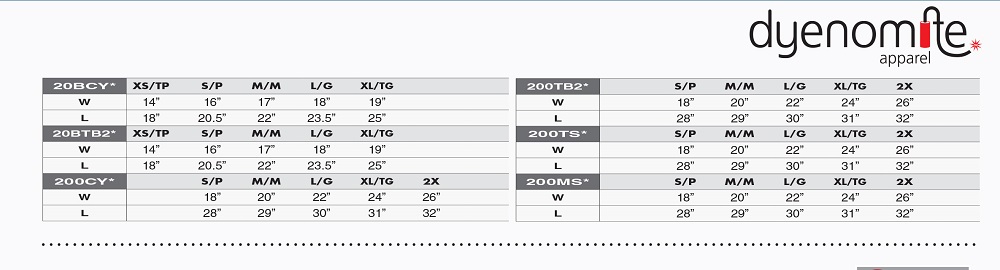 dyenomite
apparel
20BCY* XS/TP S/P M/M L/G XL/TG
W 14” 16” 17” 18” 19”
L 18” 20.5” 22” 23.5” 25”
20BTB2* XS/TP S/P M/M L/G XL/TG
W 14” 16” 17” 18” 19”
L 18” 20.5” 22” 23.5” 25”
200CY* S/P M/M L/G XL/TG 2X
W 18” 20” 22” 24” 26”
L 28” 29” 30” 31” 32”
200TB2* S/P M/M L/G XL/TG 2X
W 18” 20” 22” 24” 26”
L 28” 29” 30” 31” 32”
200TS* S/P M/M L/G XL/TG 2X
W 18” 20” 22” 24” 26”
L 28” 29” 30” 31” 32”
200MS* S/P M/M L/G XL/TG 2X
W 18” 20” 22” 24” 26”
L 28” 29” 30” 31” 32”